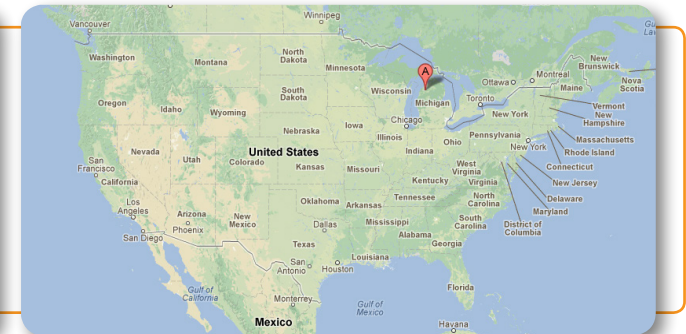 Winnipeg
Vancouver
Washington
Montana
North
Dakota
Minnesota
Ottawa
Montréal
New
Brunswick
Maine
Nova
Scotia
A
South
Dakota
Wisconsin
Michigan
Toronto
Vermont
New
Hampshire
Oregon
Idaho
Wyoming
Iowa
Chicago
New York
Massachusetts
Nebraska
Illinois
Indiana
Ohio
Pennsylvania
New York
Rhode Island
Connecticut
Nevada
Utah
Colorado
United States
Kansas
Missouri
West
Virginia
Virginia
Kentucky
New Jersey
Delaware
Maryland
District of
Columbia
San
Francisco
California
Los
Angeles
San Diego
Arizona
Phoenix
New
Mexico
Oklahoma
Arkansas
Tennessee
North
Carolina
South
Carolina
Dallas
Mississippi
Alabama
Georgia
Texas
Louisiana
San
Antonio
Houston
Florida
Gulf of
California
Monterrey
Gulf of
Mexico
Mexico
Havana